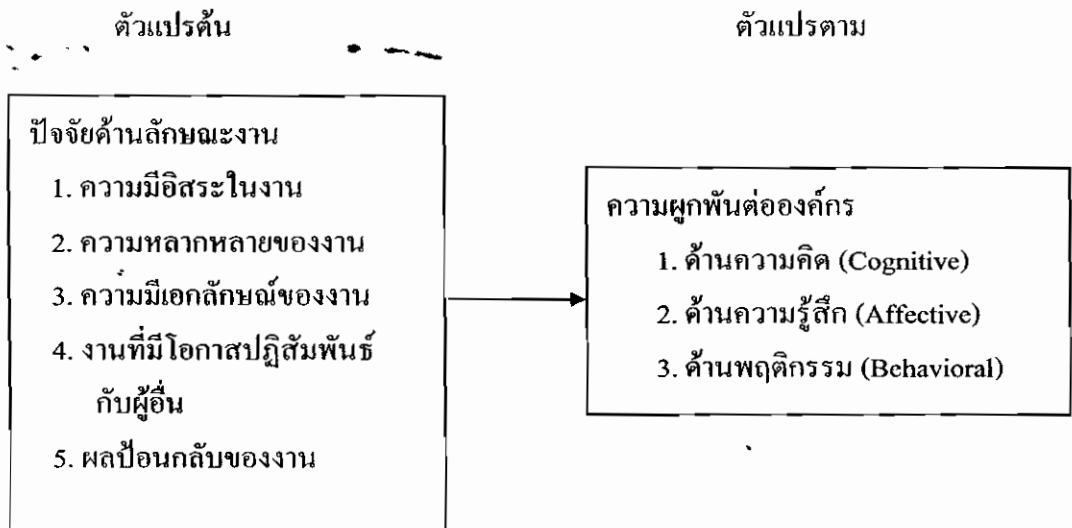 ตัวแปรต้น
ตัวแปรตาม
ปัจจัยด้านลักษณะงาน
1. ความมีอิสระในงาน
2. ความหลากหลายของงาน
3. ความมีเอกลักษณ์ของงาน
4. งานที่มีโอกาสปฏิสัมพันธ์
กับผู้อื่น
5. ผลป้อนกลับของงาน
ความผูกพันต่อองค์กร
1. ด้านความคิด (Cognitive)
2. ด้านความรู้สึก (Affective)
3. ด้านพฤติกรรม (Behavioral)